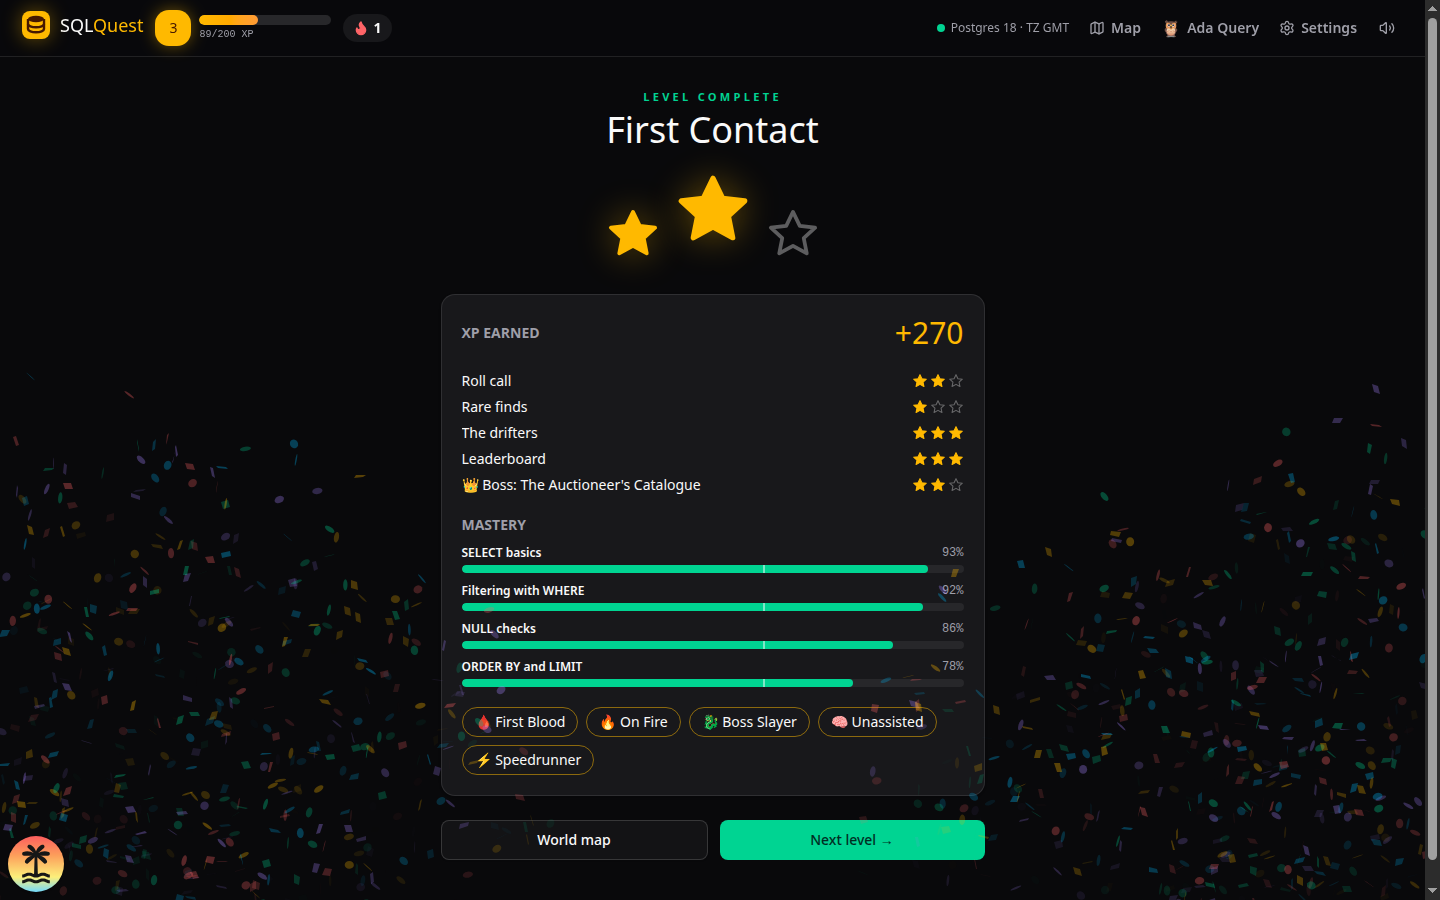 SQLQuest 3 89/200 XP 1 Postgres 18 · TZ GMT Map Ada Query Settings
LEVEL COMPLETE
First Contact
XP EARNED +270
Roll call
Rare finds
The drifters
Leaderboard
Boss: The Auctioneer's Catalogue
MASTERY
SELECT basics 93%
Filtering with WHERE 92%
NULL checks 86%
ORDER BY and LIMIT 78%
First Blood On Fire Boss Slayer Unassisted
Speedrunner
World map Next level →